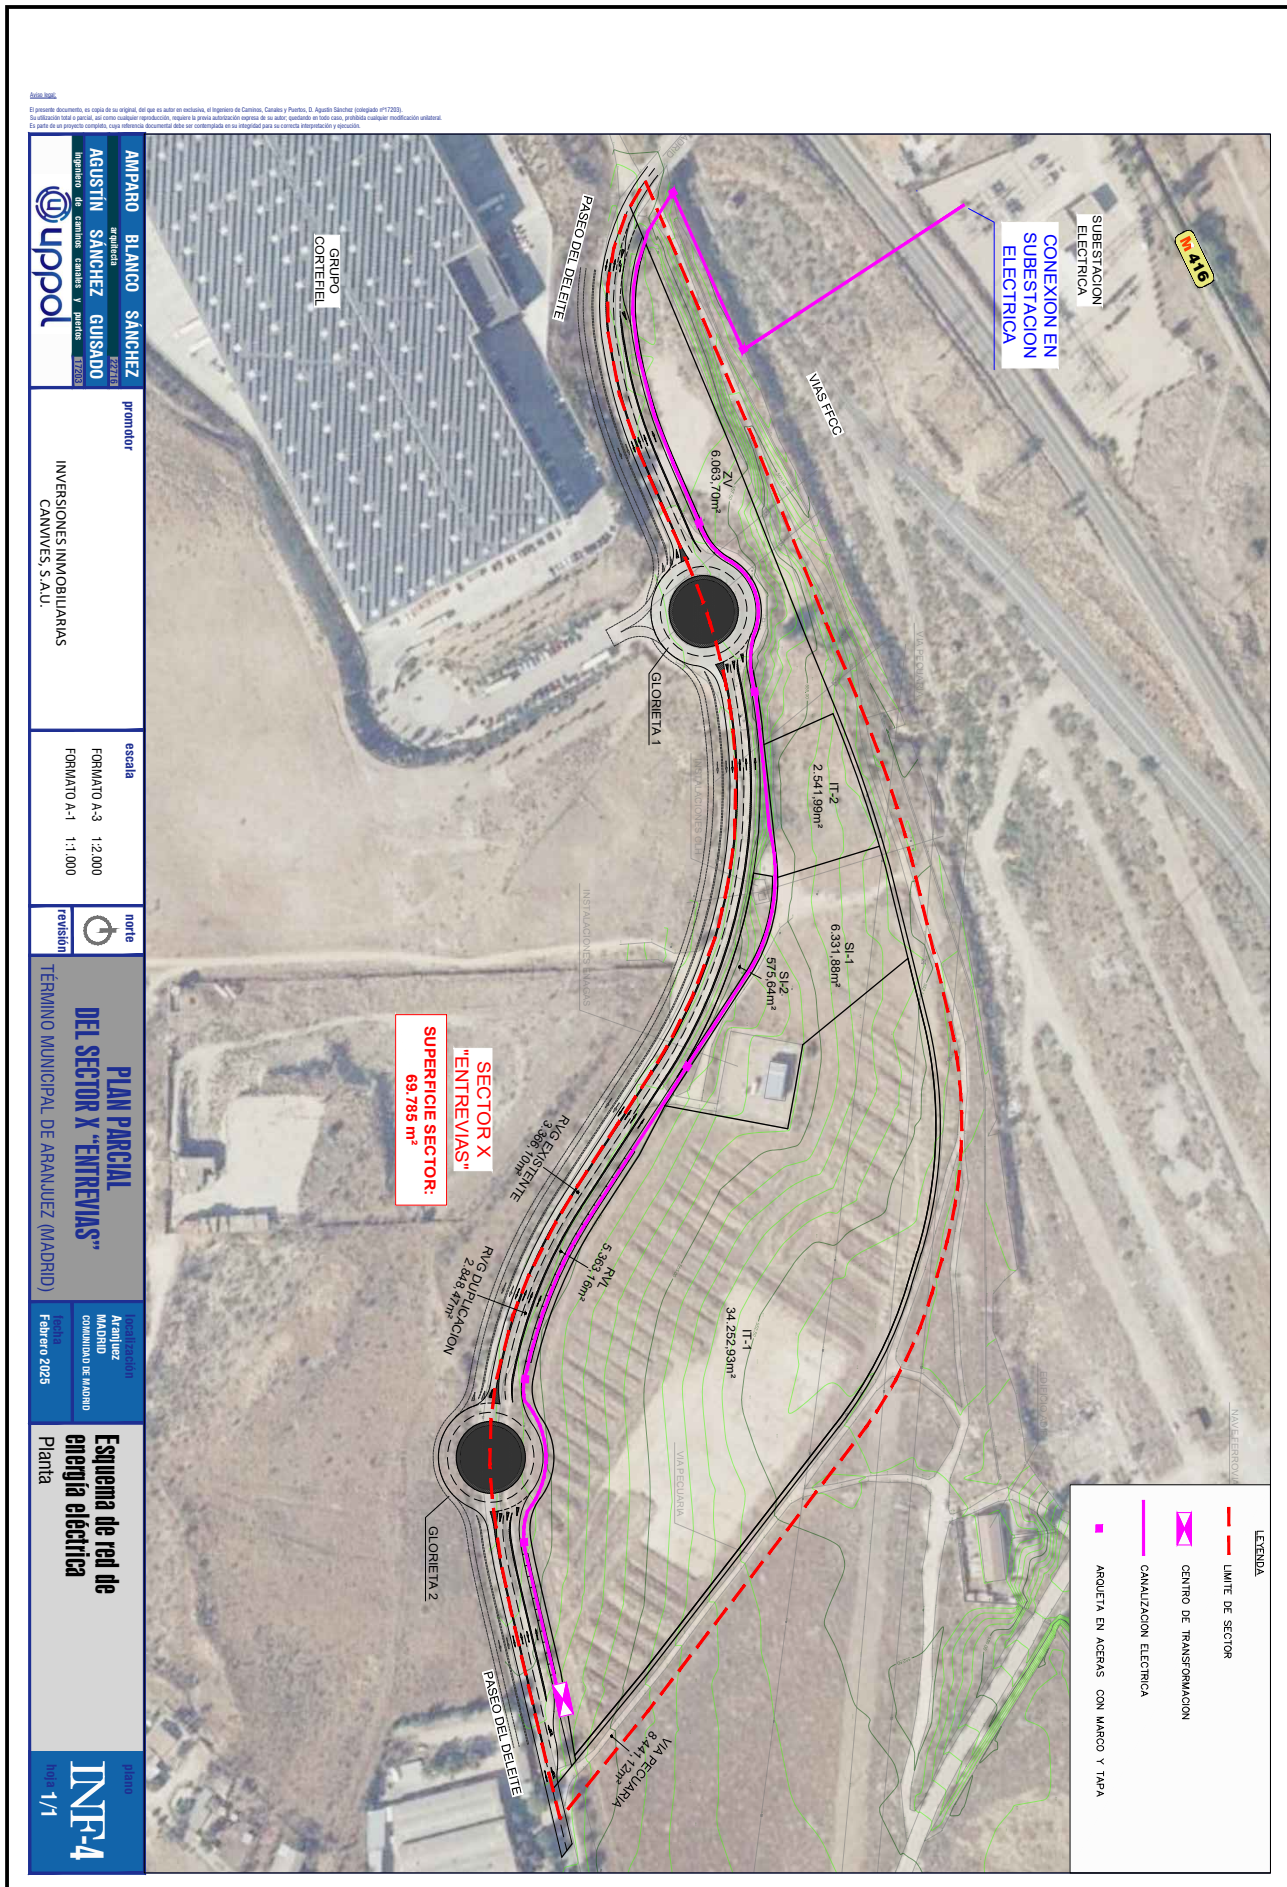 Aviso legal:
El presente documento, es copia de su original, del que es autor en exclusiva, el Ingeniero de Caminos, Canales y Puertos, D. Agustín Sánchez (colegiado nº17203).
Su utilización total o parcial, así como cualquier reproducción, requiere la previa autorización expresa de su autor; quedando en todo caso, prohibida cualquier modificación unilateral.
Es parte de un proyecto completo, cuya referencia documental debe ser contemplada en su integridad para su correcta interpretación y ejecución.
AMPARO BLANCO SÁNCHEZ
arquitecta 22716
AGUSTÍN SÁNCHEZ GUISADO
ingeniero de caminos canales y puertos 17203
uppol
promotor
INVERSIONES INMOBILIARIAS
CANVIVES, S.A.U.
escala
FORMATO A-3 1:2.000
FORMATO A-1 1:1.000
norte
revisión
PLAN PARCIAL
DEL SECTOR X "ENTREVIAS"
TÉRMINO MUNICIPAL DE ARANJUEZ (MADRID)
localización
Aranjuez
MADRID
COMUNIDAD DE MADRID
fecha
Febrero 2025
Esquema de red de
energía eléctrica
Planta
plano
INF-4
hoja 1/1
M 416
SUBESTACION
ELECTRICA
CONEXION EN
SUBESTACION
ELECTRICA
VIAS FFCC
PASEO DEL DELEITE
GRUPO
CORTEFIEL
ZV
6.063,70m²
GLORIETA 1
IT-2
2.541,99m²
SI-1
6.331,88m²
SI-2
575,64m²
SECTOR X
"ENTREVIAS"
SUPERFICIE SECTOR:
69.785 m²
RVG EXISTENTE
3.366,10m²
RVL
5.363,16m²
RVG DUPLICACION
2.848,47m²
IT-1
34.252,93m²
VIA PECUARIA
GLORIETA 2
PASEO DEL DELEITE
VIA PECUARIA
8.441,12m²
LEYENDA
LIMITE DE SECTOR
CENTRO DE TRANSFORMACION
CANALIZACION ELECTRICA
ARQUETA EN ACERAS CON MARCO Y TAPA